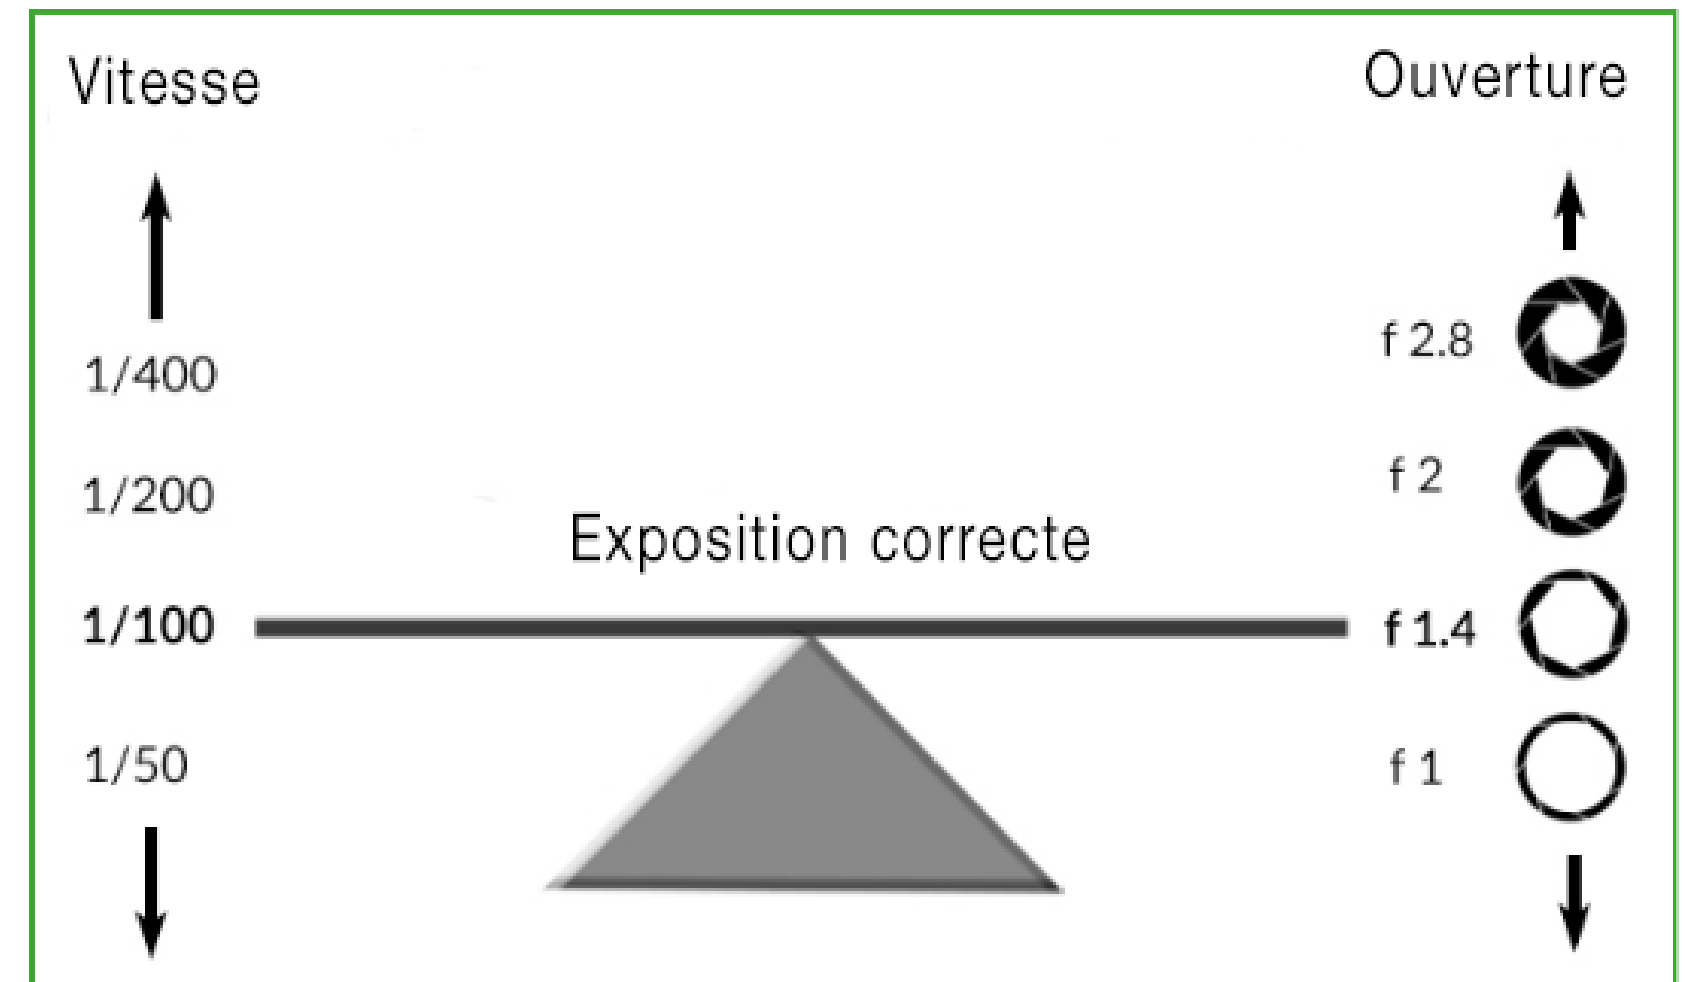 Vitesse
Ouverture
1/400
f 2.8
1/200
f 2
Exposition correcte
1/100
f 1.4
1/50
f 1